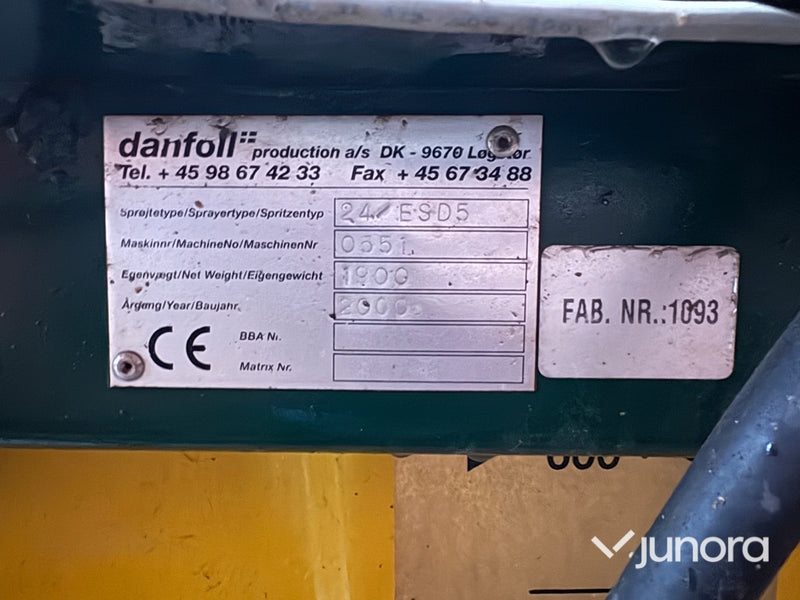 danfoil production a/s DK - 9670 Løgstør
Tel. + 45 98 67 42 33 Fax + 45 67 34 88
Sprøjtetype/Sprayertype/Spritzentyp 24/ ESD5
Maskinnr/MachineNo/MaschinenNr 0551
Egenvægt/Net Weight/Eigengewicht 1900
Årgang/Year/Baujahr 2000
CE
BBA Nr.
Matrix Nr.
FAB. NR.:1093
junora